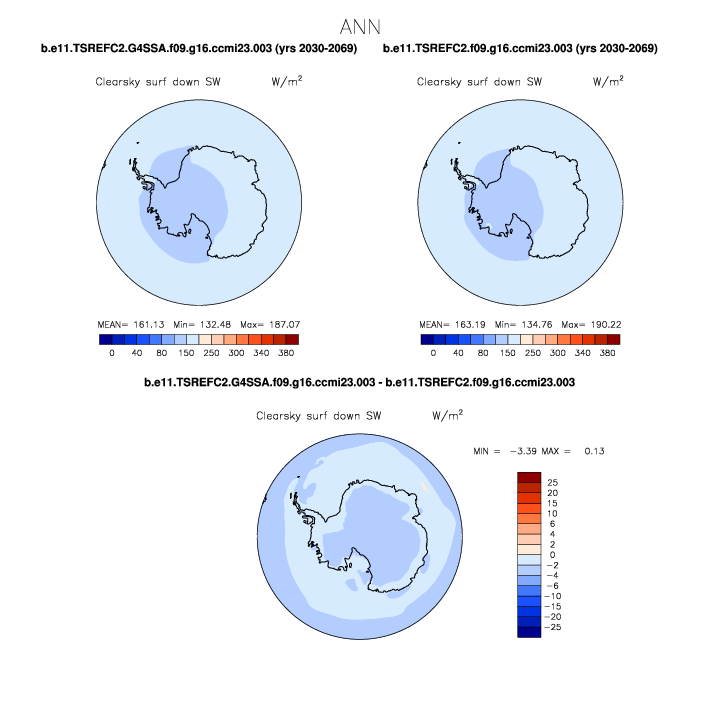 ANN
b.e11.TSREFC2.G4SSA.f09.g16.ccmi23.003 (yrs 2030-2069)
b.e11.TSREFC2.f09.g16.ccmi23.003 (yrs 2030-2069)
Clearsky surf down SW W/m²
Clearsky surf down SW W/m²
MEAN= 161.13 Min= 132.48 Max= 187.07
MEAN= 163.19 Min= 134.76 Max= 190.22
0 40 80 150 250 300 340 380
0 40 80 150 250 300 340 380
b.e11.TSREFC2.G4SSA.f09.g16.ccmi23.003 - b.e11.TSREFC2.f09.g16.ccmi23.003
Clearsky surf down SW W/m²
MIN = -3.39 MAX = 0.13
25
20
15
10
6
4
2
0
-2
-4
-6
-10
-15
-20
-25